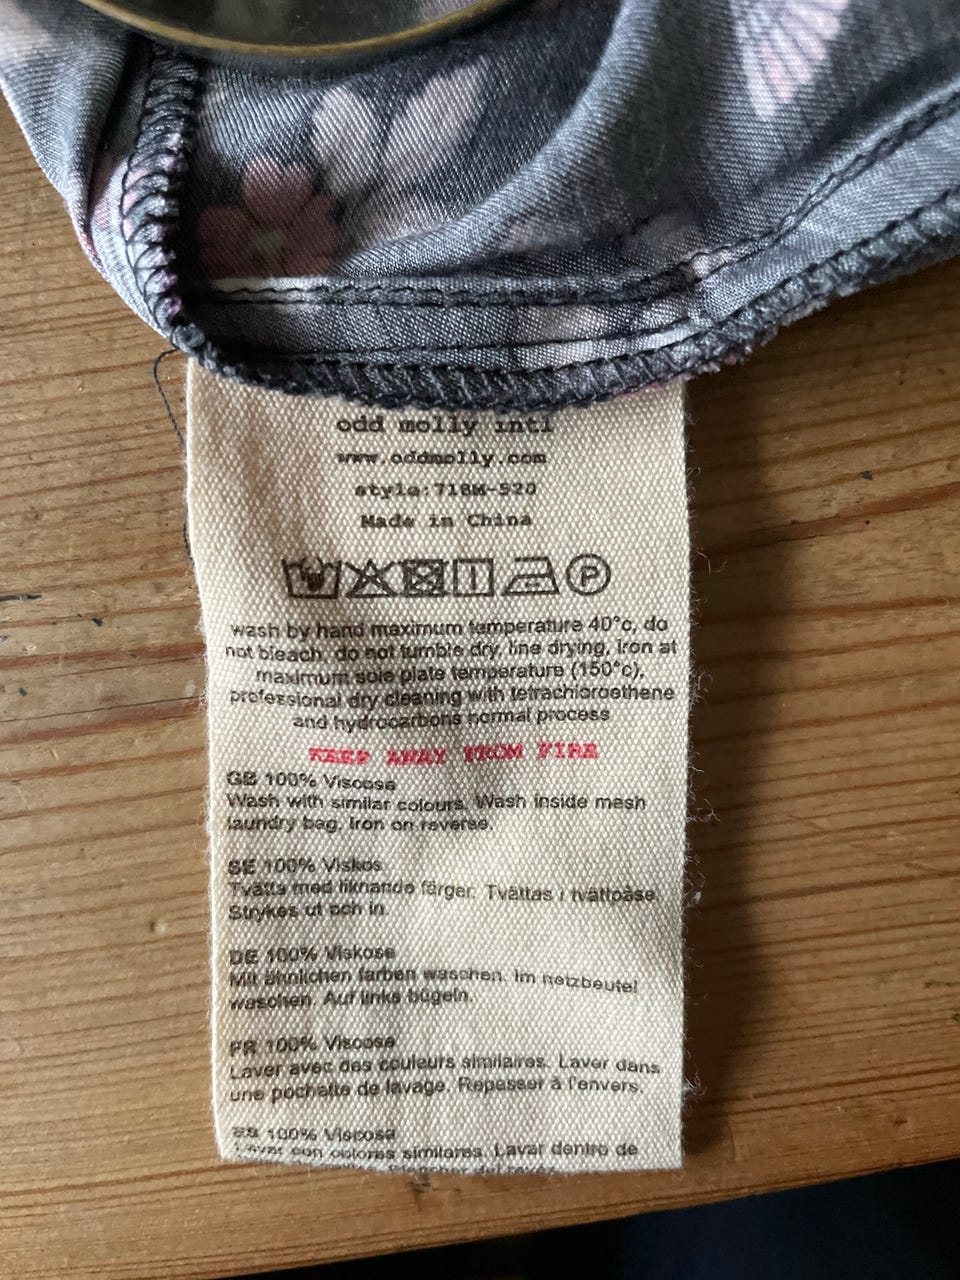 odd molly intl
www.oddmolly.com
style:718M-520
Made in China
P
wash by hand maximum temperature 40°c, do
not bleach, do not tumble dry, line drying, iron at
maximum sole plate temperature (150°c),
professional dry cleaning with tetrachloroethene
and hydrocarbons normal process
KEEP AWAY FROM FIRE
GB 100% Viscose
Wash with similar colours. Wash inside mesh
laundry bag. Iron on reverse.
SE 100% Viskos
Tvätta med liknande färger. Tvättas i tvättpåse.
Strykes ut och in.
DE 100% Viskose
Mit ähnlichen farben waschen. Im netzbeutel
waschen. Auf links bügeln.
FR 100% Viscose
Laver avec des couleurs similaires. Laver dans
une pochette de lavage. Repasser à l'envers.
ES 100% Viscosa
Lavar con colores similares. Lavar dentro de